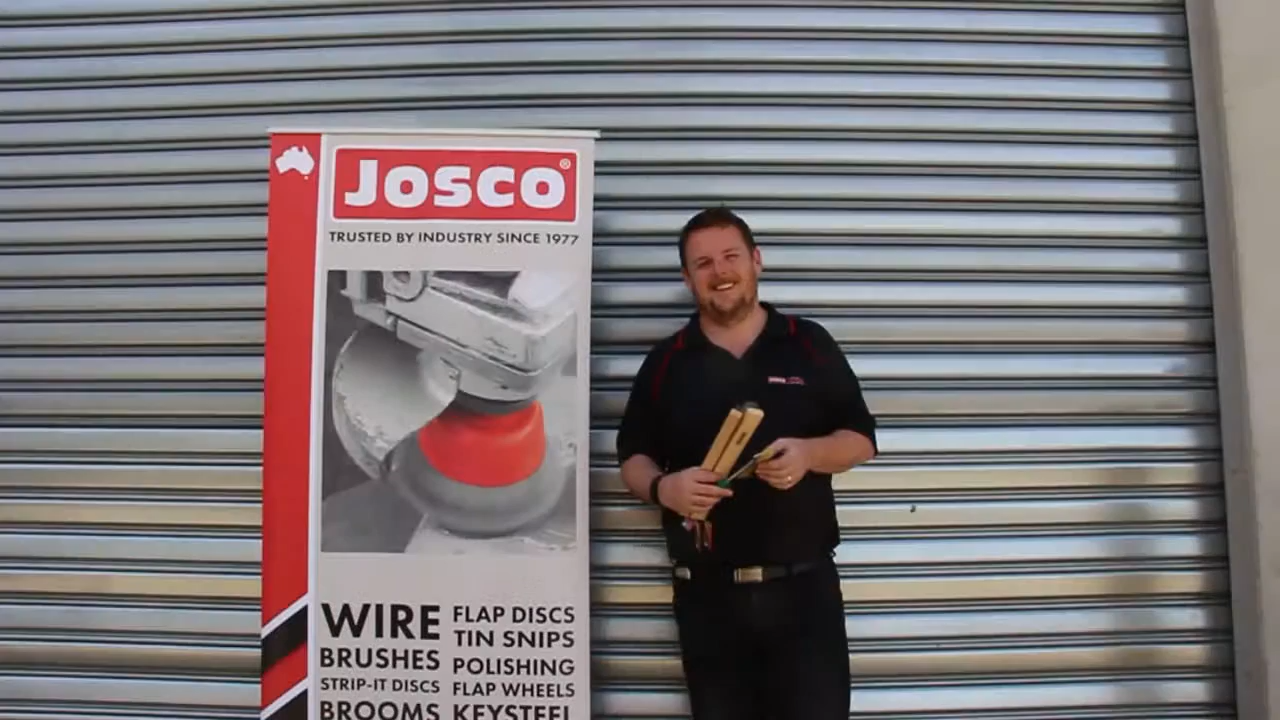 JOSCO®
TRUSTED BY INDUSTRY SINCE 1977
WIRE
BRUSHES
STRIP-IT DISCS
BROOMS
FLAP DISCS
TIN SNIPS
POLISHING
FLAP WHEELS
KEYSTEEL